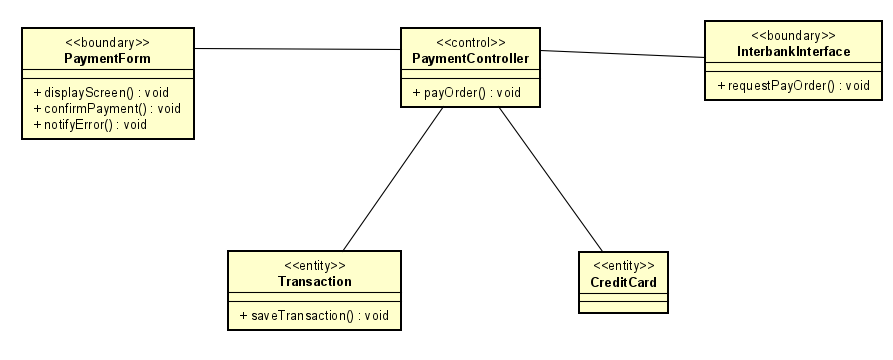 <<boundary>>
PaymentForm
+ displayScreen() : void
+ confirmPayment() : void
+ notifyError() : void
<<control>>
PaymentController
+ payOrder() : void
<<boundary>>
InterbankInterface
+ requestPayOrder() : void
<<entity>>
Transaction
+ saveTransaction() : void
<<entity>>
CreditCard